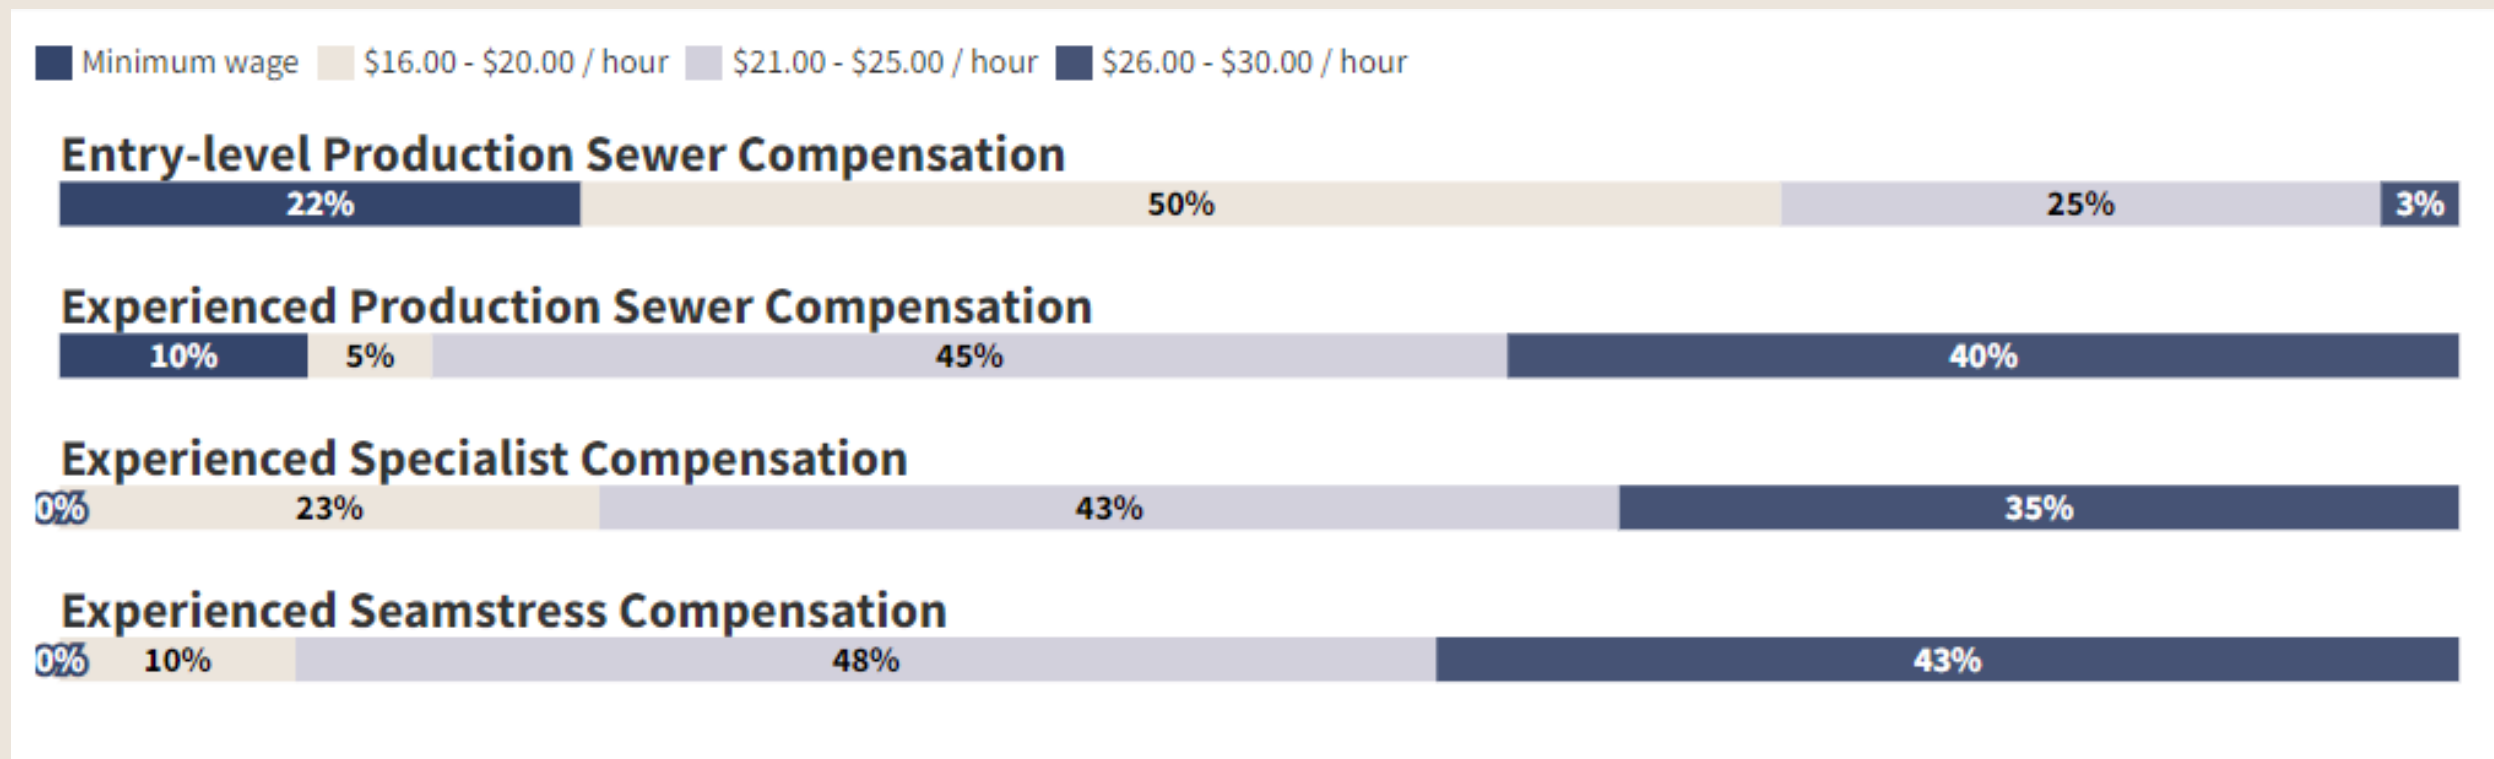 Minimum wage $16.00 - $20.00 / hour $21.00 - $25.00 / hour $26.00 - $30.00 / hour
Entry-level Production Sewer Compensation
22% 50% 25% 3%
Experienced Production Sewer Compensation
10% 5% 45% 40%
Experienced Specialist Compensation
0% 23% 43% 35%
Experienced Seamstress Compensation
0% 10% 48% 43%